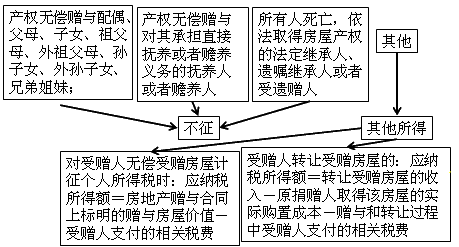 产权无偿赠与配偶、
父母、子女、祖父
母、外祖父母、孙
子女、外孙子女、
兄弟姐妹；
产权无偿赠与
对其承担直接
抚养或者赡养
义务的抚养人
或者赡养人
所有人死亡，依
法取得房屋产权
的法定继承人、
遗嘱继承人或者
受遗赠人
其他
不征
其他所得
对受赠人无偿受赠房屋计
征个人所得税时：应纳税
所得额＝房地产赠与合同
上标明的赠与房屋价值－
受赠人支付的相关税费
受赠人转让受赠房屋的：应纳
税所得额＝转让受赠房屋的收
入－原捐赠人取得该房屋的实
际购置成本－赠与和转让过程
中受赠人支付的相关税费